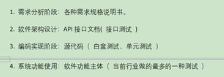 1. 需求分析阶段: 各种需求规格说明书。
2. 软件架构设计: API 接口文档( 接口测试 )
3. 编码实现阶段: 源代码 ( 白盒测试、单元测试 )
4. 系统功能使用: 软件功能主体 ( 当前行业做的最多的一种测试 )